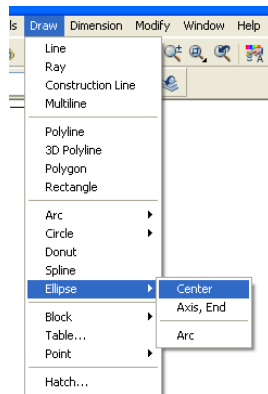 ls Draw Dimension Modify Window Help
Line
Ray
Construction Line
Multiline
Polyline
3D Polyline
Polygon
Rectangle
Arc
Circle
Donut
Spline
Ellipse
Center
Axis, End
Arc
Block
Table...
Point
Hatch...